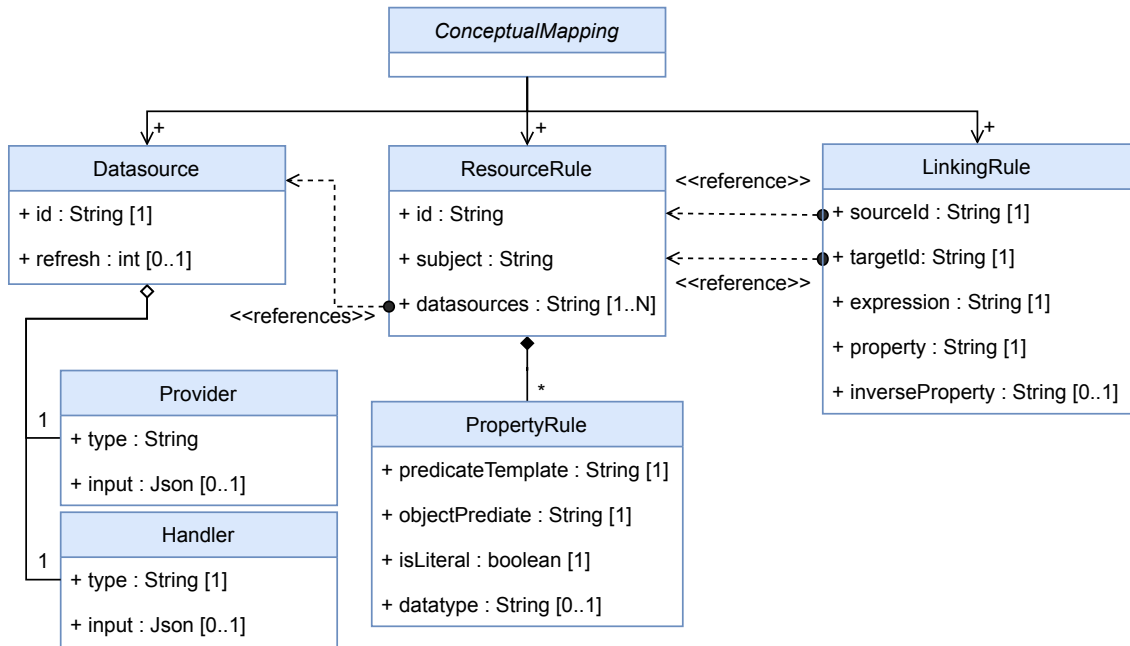 ConceptualMapping
+
+
+
Datasource
+ id : String [1]
+ refresh : int [0..1]
ResourceRule
+ id : String
+ subject : String
+ datasources : String [1..N]
<<references>>
<<reference>>
<<reference>>
LinkingRule
+ sourceId : String [1]
+ targetId: String [1]
+ expression : String [1]
+ property : String [1]
+ inverseProperty : String [0..1]
1
Provider
+ type : String
+ input : Json [0..1]
1
Handler
+ type : String [1]
+ input : Json [0..1]
*
PropertyRule
+ predicateTemplate : String [1]
+ objectPrediate : String [1]
+ isLiteral : boolean [1]
+ datatype : String [0..1]